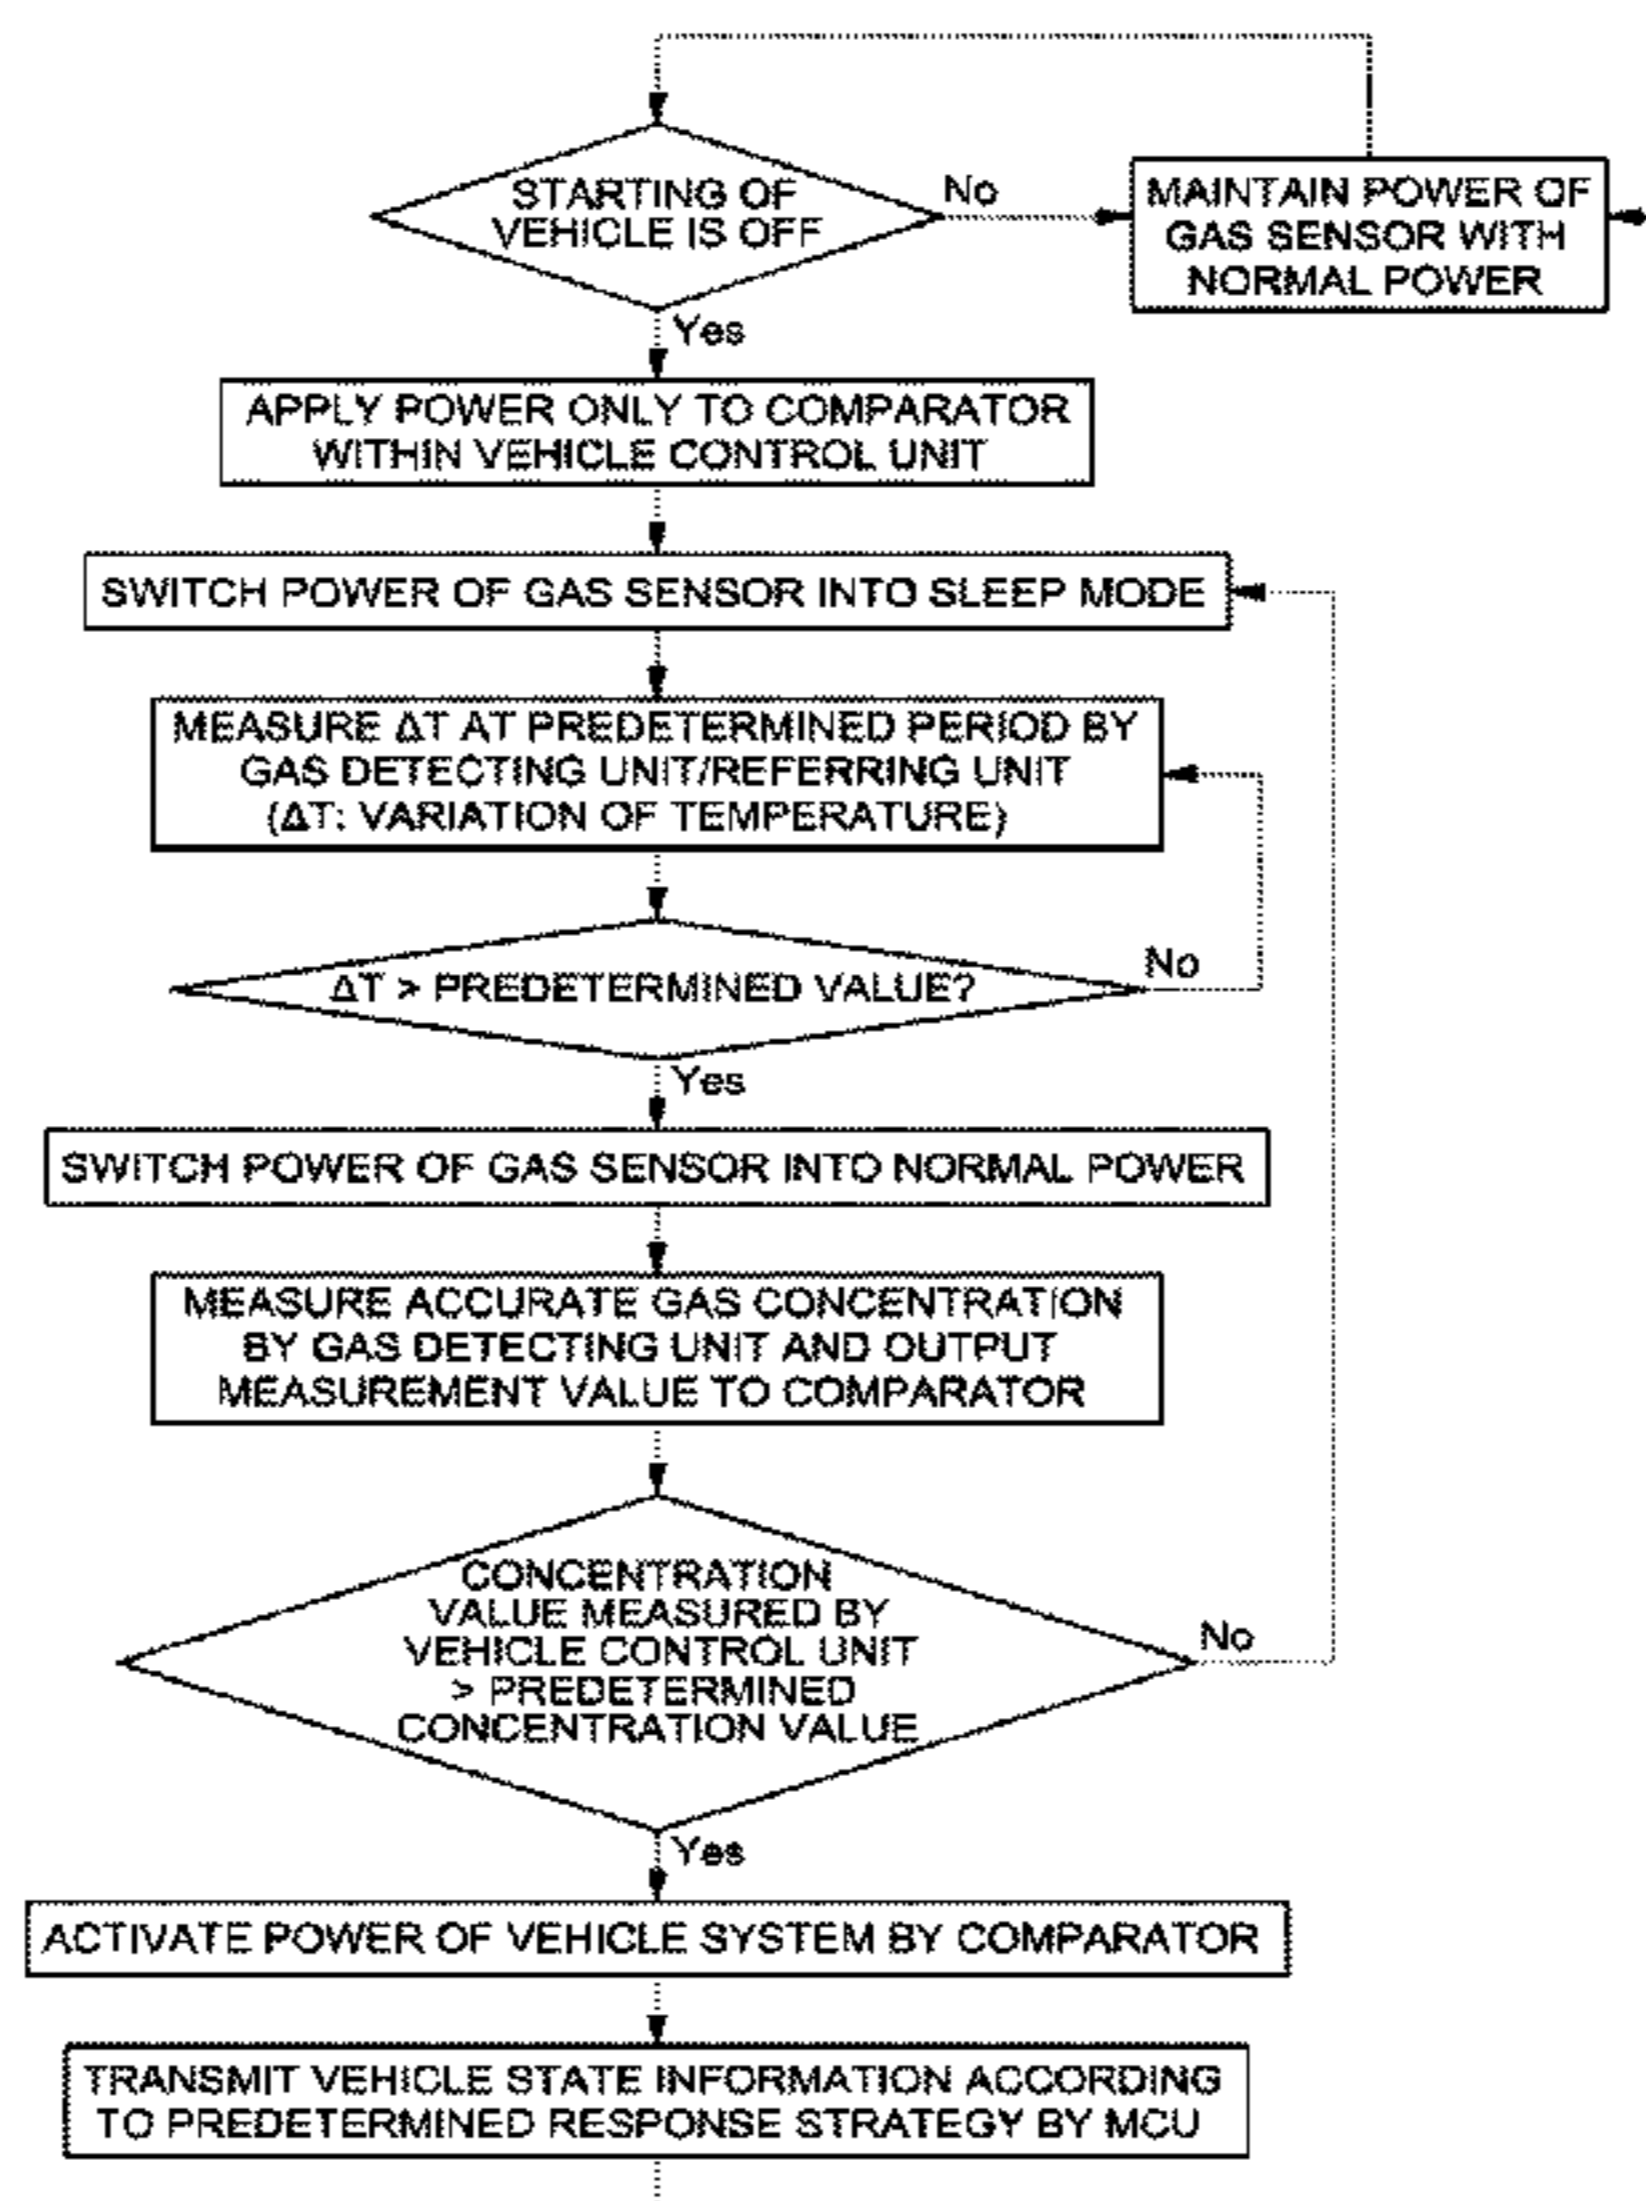 STARTING OF
VEHICLE IS OFF
No
MAINTAIN POWER OF
GAS SENSOR WITH
NORMAL POWER
Yes
APPLY POWER ONLY TO COMPARATOR
WITHIN VEHICLE CONTROL UNIT
SWITCH POWER OF GAS SENSOR INTO SLEEP MODE
MEASURE ΔT AT PREDETERMINED PERIOD BY
GAS DETECTING UNIT/REFERRING UNIT
(ΔT: VARIATION OF TEMPERATURE)
ΔT > PREDETERMINED VALUE?
No
Yes
SWITCH POWER OF GAS SENSOR INTO NORMAL POWER
MEASURE ACCURATE GAS CONCENTRATION
BY GAS DETECTING UNIT AND OUTPUT
MEASUREMENT VALUE TO COMPARATOR
CONCENTRATION
VALUE MEASURED BY
VEHICLE CONTROL UNIT
> PREDETERMINED
CONCENTRATION VALUE
No
Yes
ACTIVATE POWER OF VEHICLE SYSTEM BY COMPARATOR
TRANSMIT VEHICLE STATE INFORMATION ACCORDING
TO PREDETERMINED RESPONSE STRATEGY BY MCU